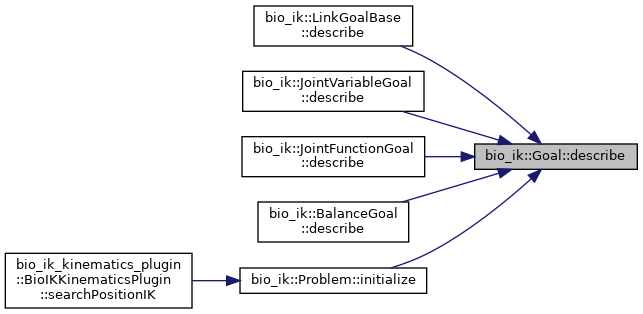 bio_ik::LinkGoalBase
::describe
bio_ik::JointVariableGoal
::describe
bio_ik::JointFunctionGoal
::describe
bio_ik::Goal::describe
bio_ik::BalanceGoal
::describe
bio_ik_kinematics_plugin
::BioIKKinematicsPlugin
::searchPositionIK
bio_ik::Problem::initialize